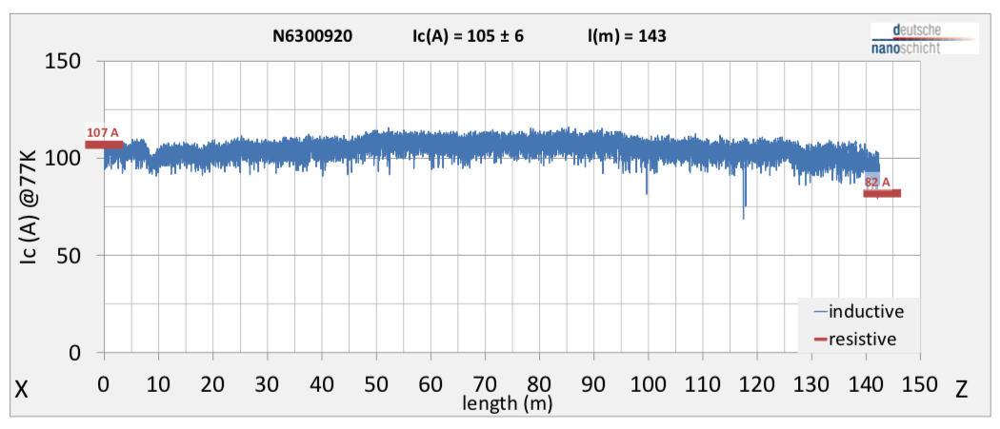 N6300920 Ic(A) = 105 ± 6 l(m) = 143
deutsche
nanoschicht
150
107 A
100
82 A
50
0
Ic (A) @77K
inductive
resistive
X 0 10 20 30 40 50 60 70 80 90 100 110 120 130 140 150 Z
length (m)